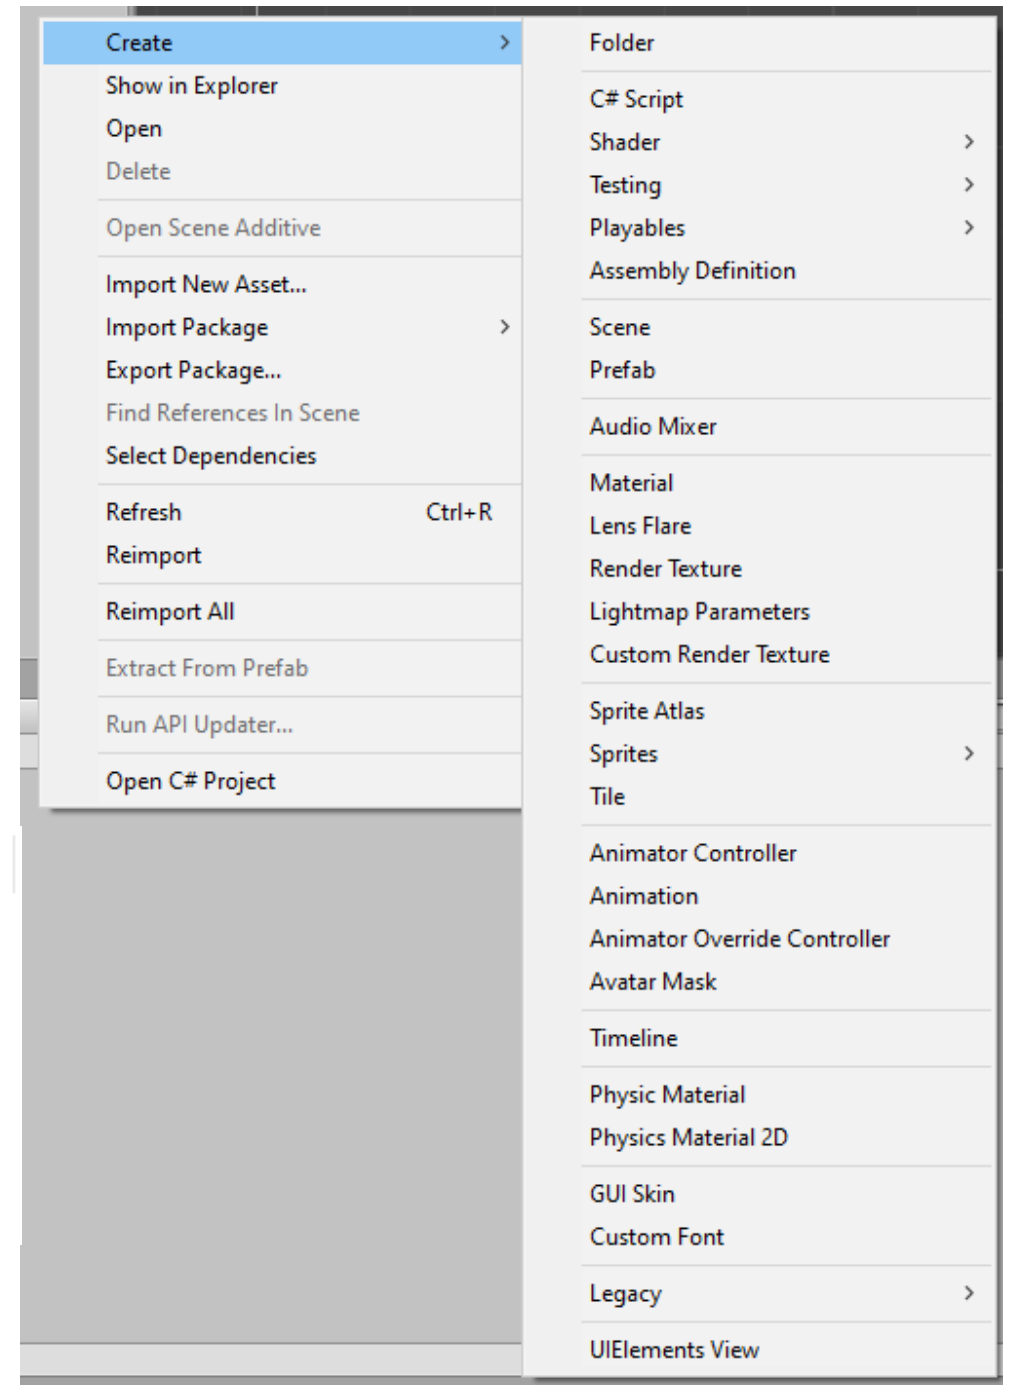 Create
Show in Explorer
Open
Delete
Open Scene Additive
Import New Asset...
Import Package
Export Package...
Find References In Scene
Select Dependencies
Refresh Ctrl+R
Reimport
Reimport All
Extract From Prefab
Run API Updater...
Open C# Project
Folder
C# Script
Shader
Testing
Playables
Assembly Definition
Scene
Prefab
Audio Mixer
Material
Lens Flare
Render Texture
Lightmap Parameters
Custom Render Texture
Sprite Atlas
Sprites
Tile
Animator Controller
Animation
Animator Override Controller
Avatar Mask
Timeline
Physic Material
Physics Material 2D
GUI Skin
Custom Font
Legacy
UIElements View